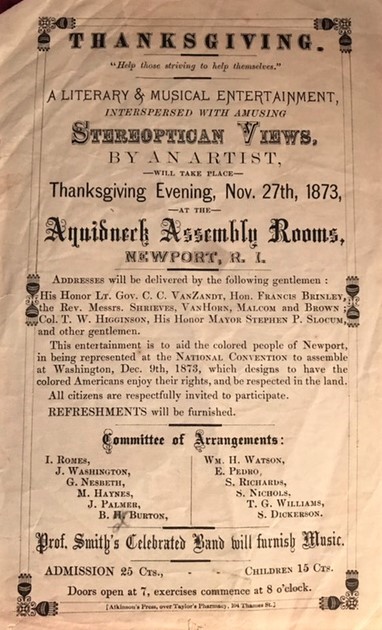 THANKSGIVING.
"Help those striving to help themselves."
A LITERARY & MUSICAL ENTERTAINMENT,
INTERSPERSED WITH AMUSING
STEREOPTICAN VIEWS,
BY AN ARTIST,
—WILL TAKE PLACE—
Thanksgiving Evening, Nov. 27th, 1873,
—AT THE—
Aquidneck Assembly Rooms,
NEWPORT, R. I.
ADDRESSES will be delivered by the following gentlemen :
His Honor LT. GOV. C. C. VANZANDT, HON. FRANCIS BRINLEY,
the REV. MESSRS. SHRIEVES, VANHORN, MALCOM and BROWN ;
COL. T. W. HIGGINSON, HIS HONOR MAYOR STEPHEN P. SLOCUM,
and other gentlemen.
This entertainment is to aid the colored people of Newport,
in being represented at the NATIONAL CONVENTION to assemble
at Washington, Dec. 9th, 1873, which designs to have the
colored Americans enjoy their rights, and be respected in the land.
All citizens are respectfully invited to participate.
REFRESHMENTS will be furnished.
Committee of Arrangements:
I. ROMES,
J. WASHINGTON,
G. NESBETH,
M. HAYNES,
J. PALMER,
B. H. BURTON,
WM. H. WATSON,
E. PEDRO,
S. RICHARDS,
S. NICHOLS,
T. G. WILLIAMS,
S. DICKERSON.
Prof. Smith's Celebrated Band will furnish Music.
ADMISSION 25 CTS., - - CHILDREN 15 CTS.
Doors open at 7, exercises commence at 8 o'clock.
[Atkinson's Press, over Taylor's Pharmacy, 104 Thames St.]